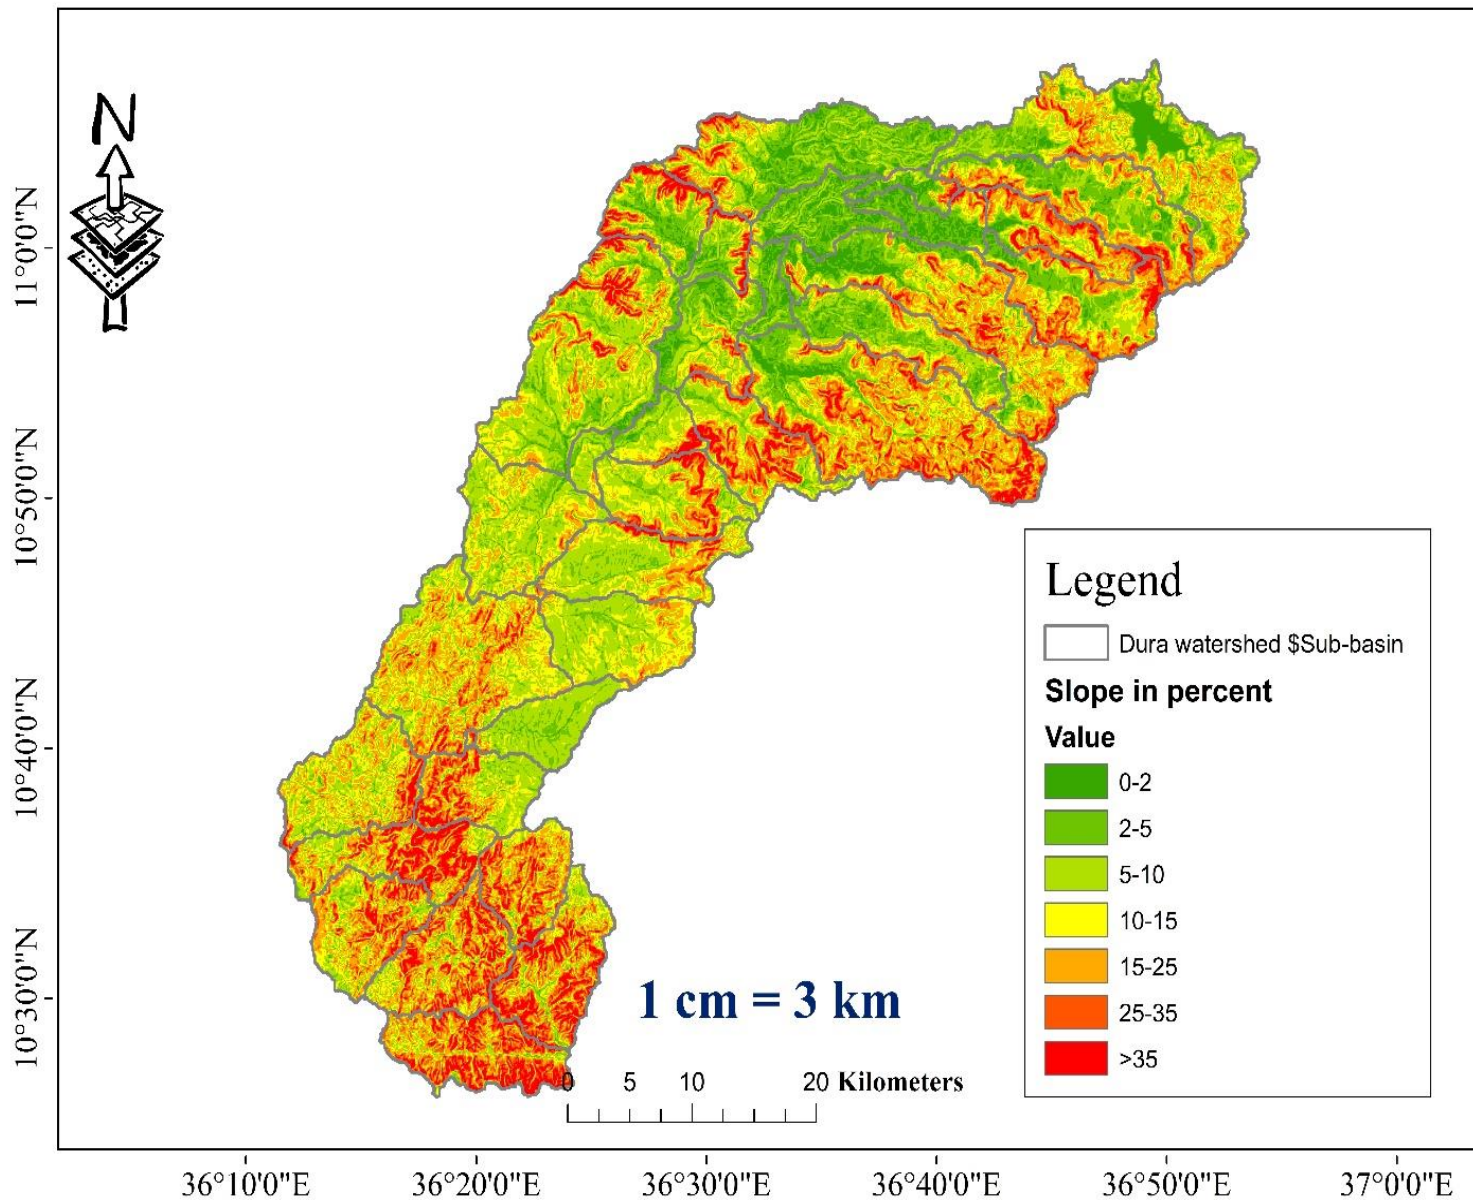 N
11°0'0"N
10°50'0"N
10°40'0"N
10°30'0"N
Legend
Dura watershed $Sub-basin
Slope in percent
Value
0-2
2-5
5-10
10-15
15-25
25-35
>35
1 cm = 3 km
0 5 10 20 Kilometers
36°10'0"E 36°20'0"E 36°30'0"E 36°40'0"E 36°50'0"E 37°0'0"E